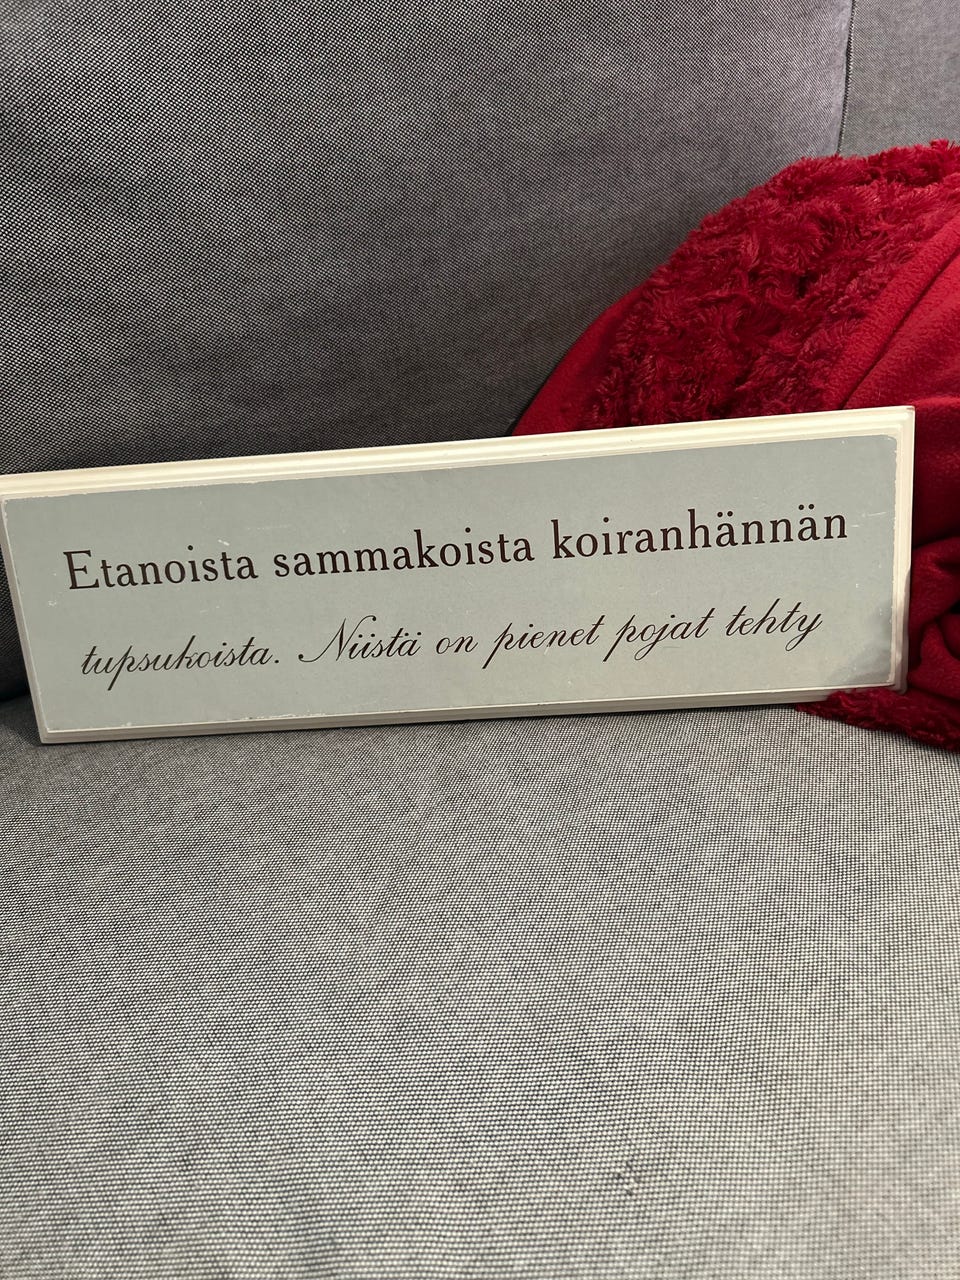 Etanoista sammakoista koiranhännän
tupsukoista. Niistä on pienet pojat tehty